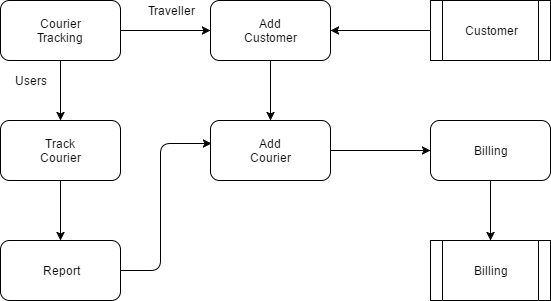 Courier
Tracking
Traveller
Add
Customer
Customer
Users
Track
Courier
Add
Courier
Billing
Report
Billing